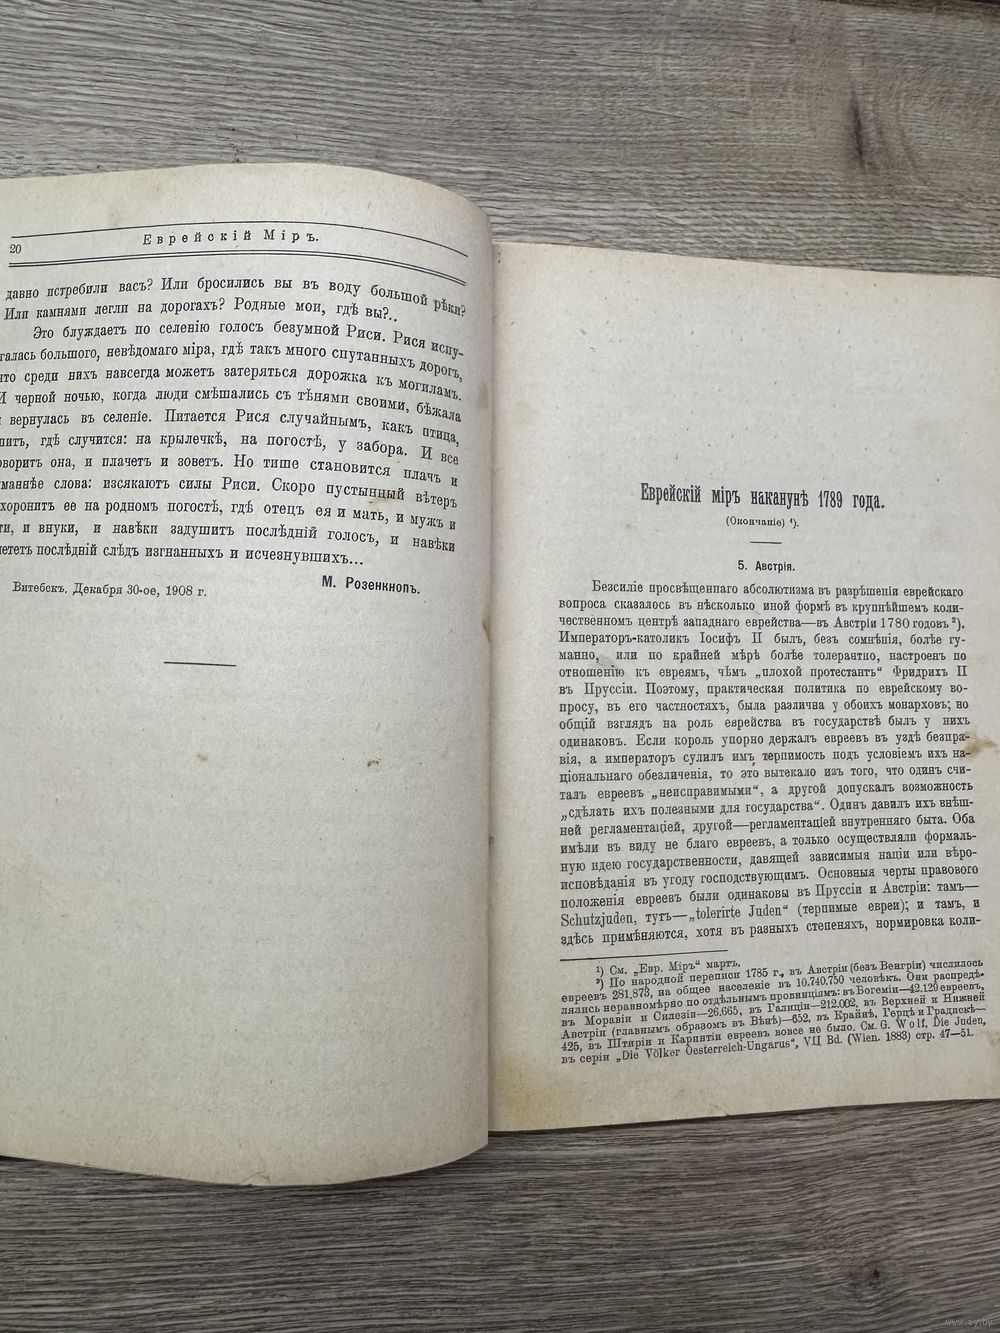 20
Еврейскій Міръ.
давно истребили васъ? Или бросились вы въ воду большой рѣки?
Или камнями легли на дорогахъ? Родные мои, гдѣ вы?..
Это блуждаетъ по селенію голосъ безумной Риси. Рися испу-
галась большого, невѣдомаго міра, гдѣ такъ много спутанныхъ дорогъ,
что среди нихъ навсегда можетъ затеряться дорожка къ могиламъ.
И черной ночью, когда люди смѣшались съ тѣнями своими, бѣжала
вернулась въ селеніе. Питается Рися случайнымъ, какъ птица,
гдѣ случится: на крылечкѣ, на погостѣ, у забора. И все
говоритъ она, и плачетъ и зоветъ. Но тише становится плачъ и
слова: изсякаютъ силы Риси. Скоро пустынный вѣтеръ
хоронитъ ее на родномъ погостѣ, гдѣ отецъ ея и мать, и мужъ и
и внуки, и навѣки задушитъ послѣдній голосъ, и навѣки
послѣдній слѣдъ изгнанныхъ и исчезнувшихъ...
М. Розенкнопъ.
Витебскъ. Декабря 30-ое, 1908 г.
Еврейскій міръ наканунѣ 1789 года.
(Окончаніе) ¹).
5. Австрія.
Безсиліе просвѣщеннаго абсолютизма въ разрѣшеніи еврейскаго
вопроса сказалось въ нѣсколько иной формѣ въ крупнѣйшемъ коли-
чественномъ центрѣ западнаго еврейства—въ Австріи 1780 годовъ ²).
Императоръ-католикъ Іосифъ II былъ, безъ сомнѣнія, болѣе гу-
манно, или по крайней мѣрѣ болѣе толерантно, настроенъ по
отношенію къ евреямъ, чѣмъ „плохой протестантъ“ Фридрихъ II
въ Пруссіи. Поэтому, практическая политика по еврейскому во-
просу, въ его частностяхъ, была различна у обоихъ монарховъ; но
общій взглядъ на роль еврейства въ государствѣ былъ у нихъ
одинаковъ. Если король упорно держалъ евреевъ въ уздѣ безпра-
вія, а императоръ сулилъ имъ терпимость подъ условіемъ ихъ на-
ціональнаго обезличенія, то это вытекало изъ того, что одинъ счи-
талъ евреевъ „неисправимыми“, а другой допускалъ возможность
„сдѣлать ихъ полезными для государства“. Одинъ давилъ ихъ внѣш-
ней регламентаціей, другой—регламентаціей внутренняго быта. Оба
имѣли въ виду не благо евреевъ, а только осуществляли формаль-
ную идею государственности, давящей зависимыя націи или вѣро-
исповѣданія въ угоду господствующимъ. Основныя черты правового
положенія евреевъ были одинаковы въ Пруссіи и Австріи: тамъ—
Schutzjuden, тутъ—„tolerirte Juden“ (терпимые евреи); и тамъ, и
здѣсь примѣняются, хотя въ разныхъ степеняхъ, нормировка коли-
¹) См. „Евр. Міръ“ мартъ.
²) По народной переписи 1785 г., въ Австріи (безъ Венгріи) числилось
евреевъ 281.873, на общее населеніе въ 10.740.750 человѣкъ. Они распредѣ-
лялись неравномѣрно по отдѣльнымъ провинціямъ: въ Богеміи—42.129 евреевъ,
въ Моравіи и Силезіи—26.665, въ Галиціи—212.002, въ Верхней и Нижней
Австріи (главнымъ образомъ въ Вѣнѣ)—652, въ Крайнѣ, Герцѣ и Градискѣ—
425, въ Штиріи и Каринтіи евреевъ вовсе не было. См. G. Wolf, Die Juden,
въ серіи „Die Völker Oesterreich-Ungarns“, VII Bd. (Wien. 1883) стр. 47—51.
www.ay.by